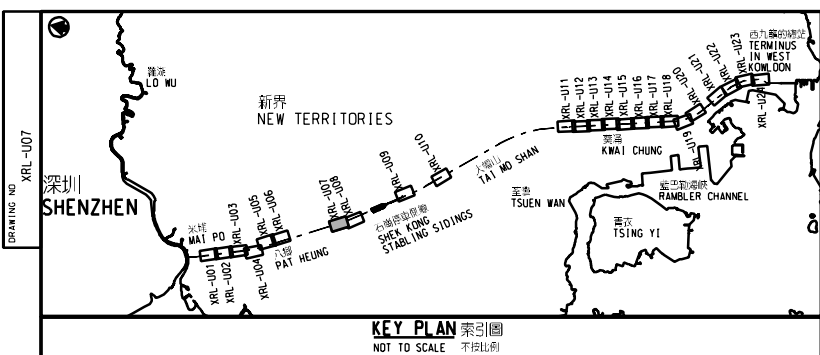 DRAWING NO
XRL-U07
羅湖
LO WU
新界
NEW TERRITORIES
深圳
SHENZHEN
米埔
MAI PO
XRL-U01
XRL-U02
XRL-U03
XRL-U04
XRL-U05
XRL-U06
八鄉
PAT HEUNG
XRL-U07
XRL-U08
石崗停車側線
SHEK KONG
STABLING SIDINGS
XRL-U09
XRL-U10
大帽山
TAI MO SHAN
XRL-U11
XRL-U12
XRL-U13
XRL-U14
XRL-U15
XRL-U16
XRL-U17
XRL-U18
葵涌
KWAI CHUNG
XRL-U19
XRL-U20
XRL-U21
XRL-U22
XRL-U23
XRL-U24
西九龍的總站
TERMINUS
IN WEST
KOWLOON
荃灣
TSUEN WAN
藍巴勒海峽
RAMBLER CHANNEL
青衣
TSING YI
KEY PLAN 索引圖
NOT TO SCALE 不按比例